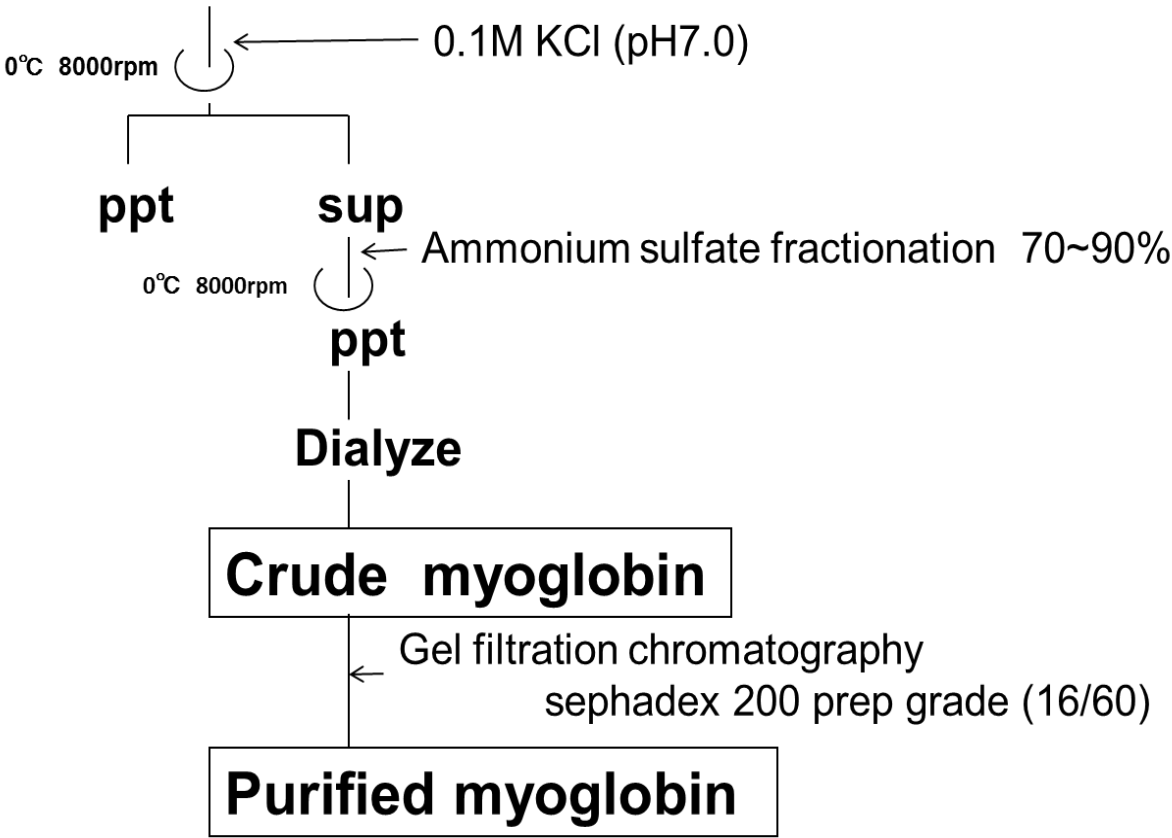 0.1M KCl (pH7.0)
0℃ 8000rpm
ppt
sup
Ammonium sulfate fractionation 70~90%
0℃ 8000rpm
ppt
Dialyze
Crude myoglobin
Gel filtration chromatography
sephadex 200 prep grade (16/60)
Purified myoglobin